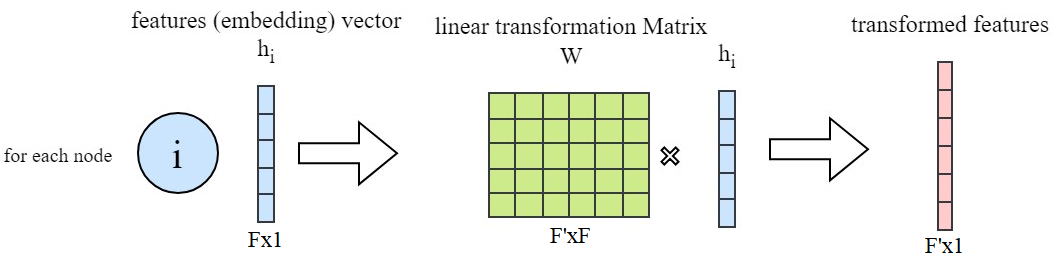 features (embedding) vector
h_i
for each node
i
Fx1
linear transformation Matrix
W
h_i
F'xF
transformed features
F'x1